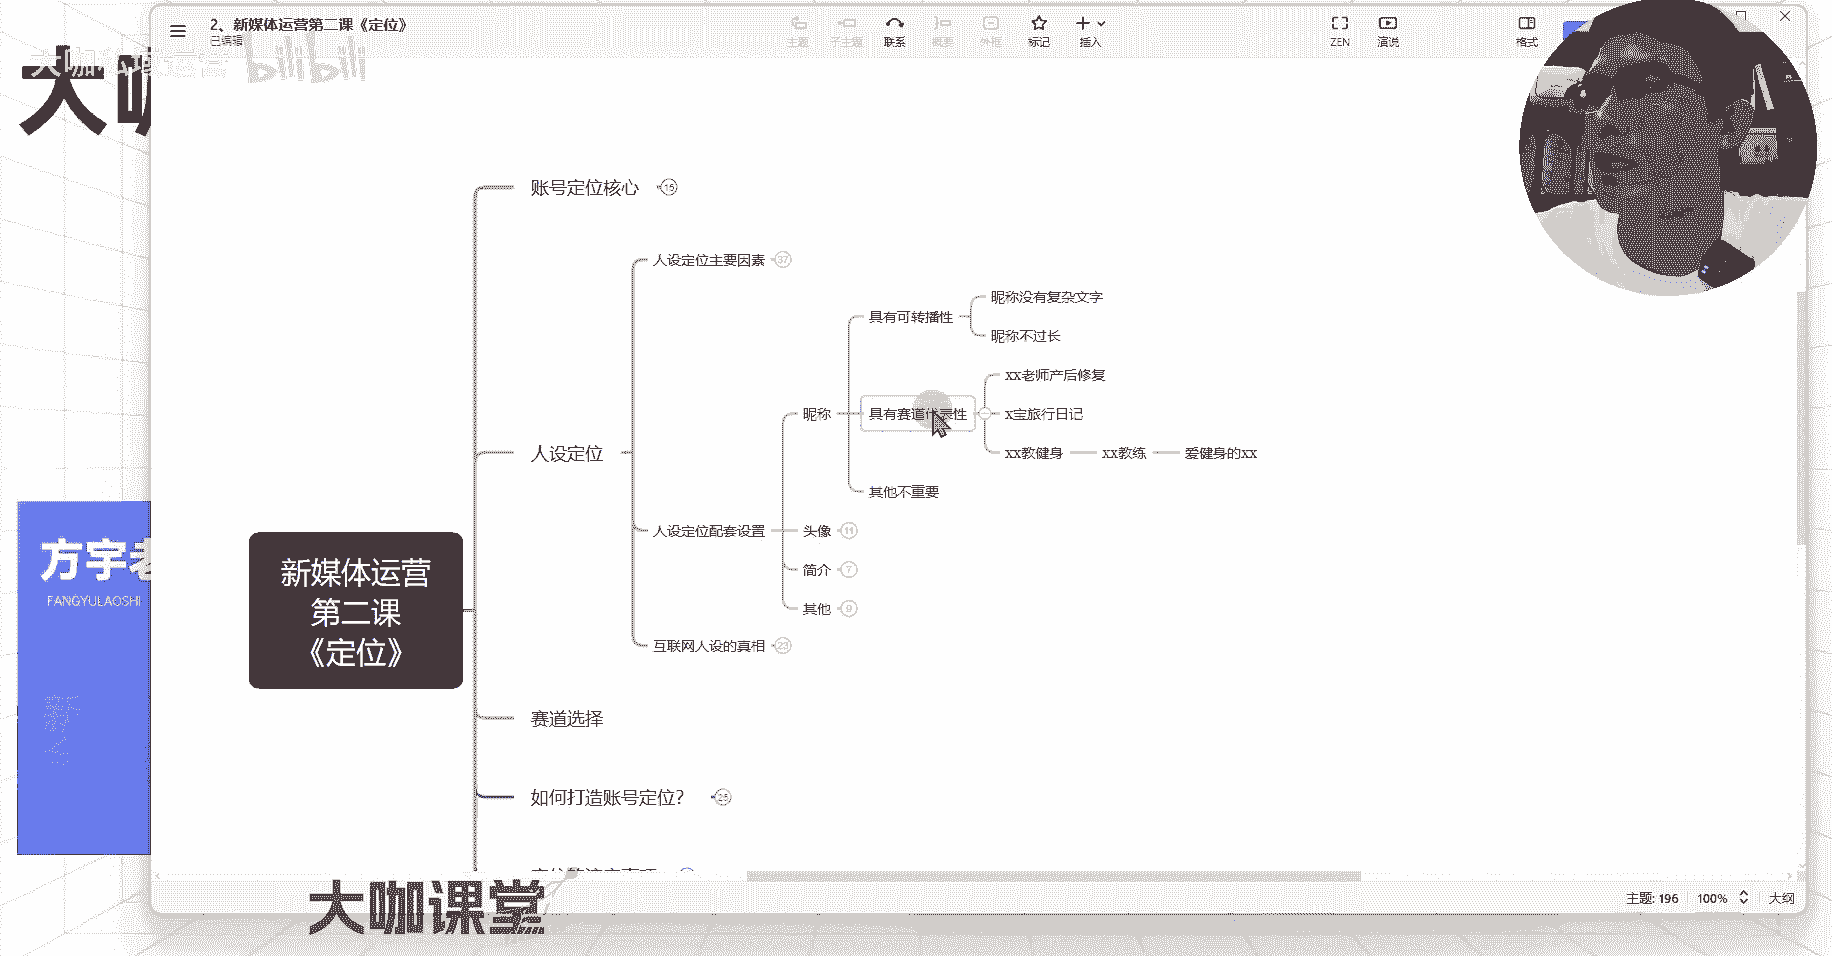 2、新媒体运营第二课《定位》
已编辑
主题
子主题
联系
概要
外框
标记
插入
ZEN
演说
格式
大咖私域运营
bilibili
大咖
账号定位核心 15
人设定位主要因素 37
昵称没有复杂文字
具有可转播性
昵称不过长
xx老师产后修复
昵称
具有赛道代表性
x宝旅行日记
人设定位
xx教健身
xx教练
爱健身的xx
其他不重要
人设定位配套设置
头像 11
简介 7
其他 9
方宇老
FANGYULAOSHI
新媒体运营
第二课
《定位》
互联网人设的真相 23
赛道选择
如何打造账号定位? 25
大咖课堂
主题: 196
100%
大纲